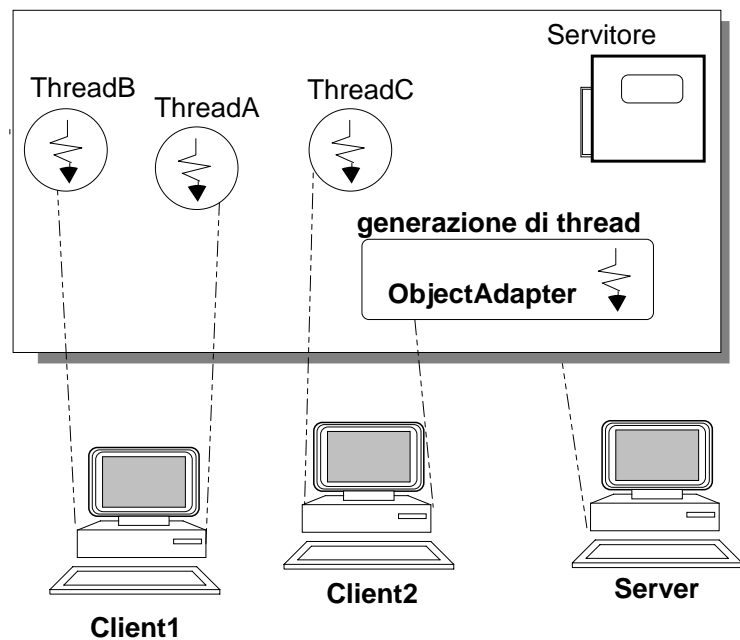 Servitore
ThreadB
ThreadA
ThreadC
generazione di thread
ObjectAdapter
Client1
Client2
Server